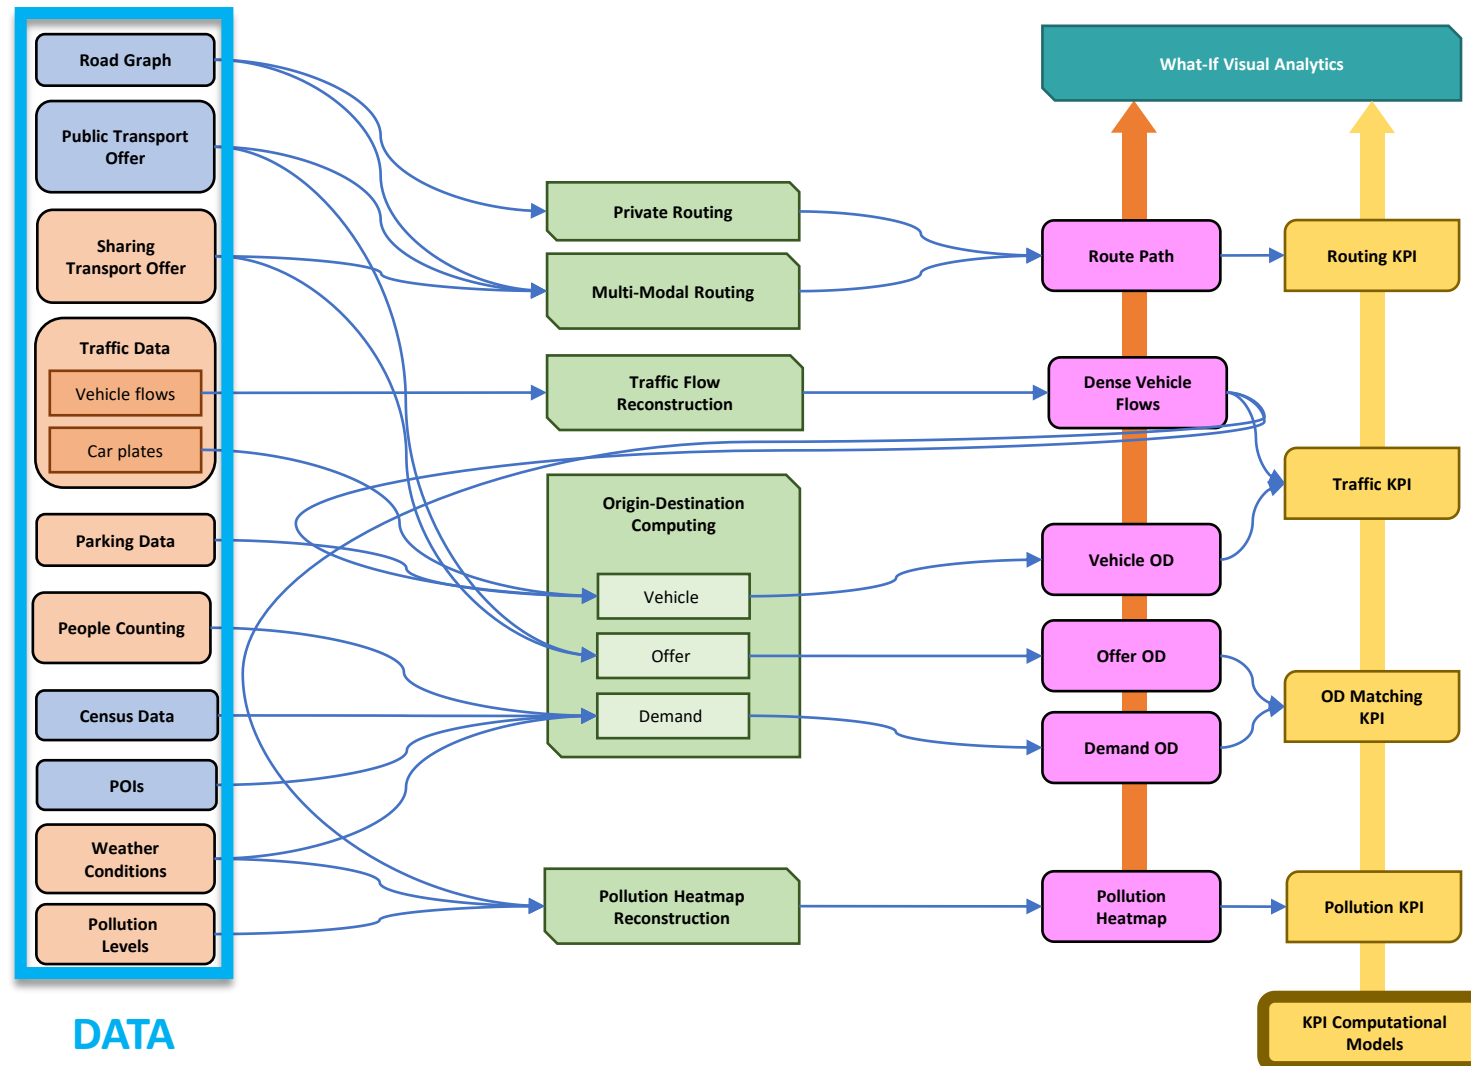 Road Graph
Public Transport
Offer
Sharing
Transport Offer
Traffic Data
Vehicle flows
Car plates
Parking Data
People Counting
Census Data
POIs
Weather
Conditions
Pollution
Levels
DATA
Private Routing
Multi-Modal Routing
Traffic Flow
Reconstruction
Origin-Destination
Computing
Vehicle
Offer
Demand
Pollution Heatmap
Reconstruction
What-If Visual Analytics
Route Path
Dense Vehicle
Flows
Vehicle OD
Offer OD
Demand OD
Pollution
Heatmap
Routing KPI
Traffic KPI
OD Matching
KPI
Pollution KPI
KPI Computational
Models